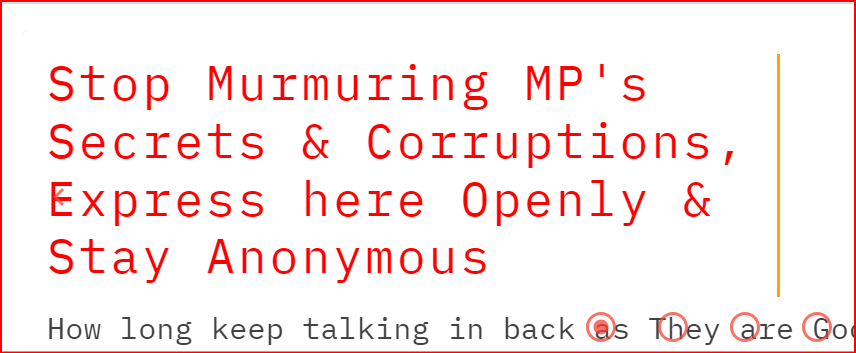 Stop Murmuring MP's
Secrets & Corruptions,
Express here Openly &
Stay Anonymous
How long keep talking in back as They are